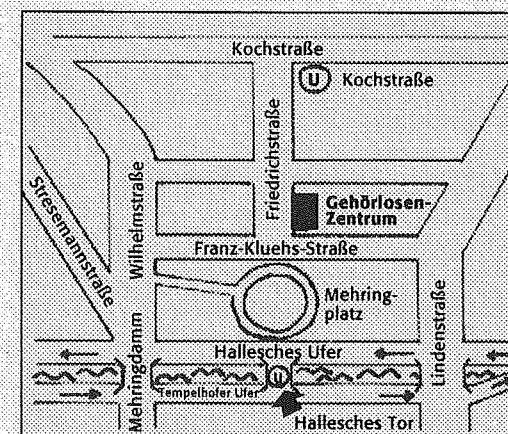 Kochstraße
U
Kochstraße
Friedrichstraße
Wilhelmstraße
Stresemannstraße
Gehörlosen-
Zentrum
Franz-Kluehs-Straße
Mehring-
platz
Lindenstraße
Mehringdamm
Hallesches Ufer
U
Tempelhofer Ufer
Hallesches Tor